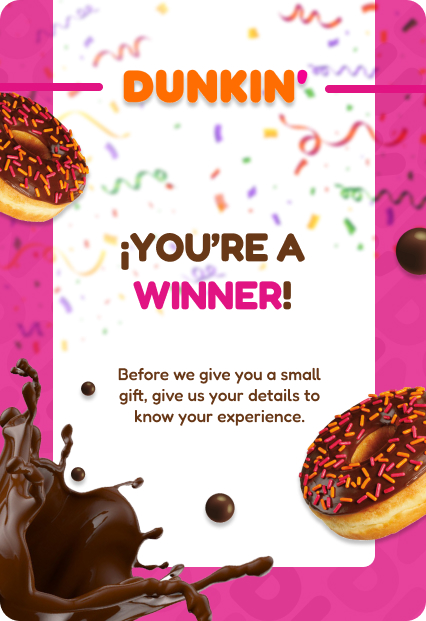 DUNKIN'
¡YOU'RE A
WINNER!
Before we give you a small
gift, give us your details to
know your experience.